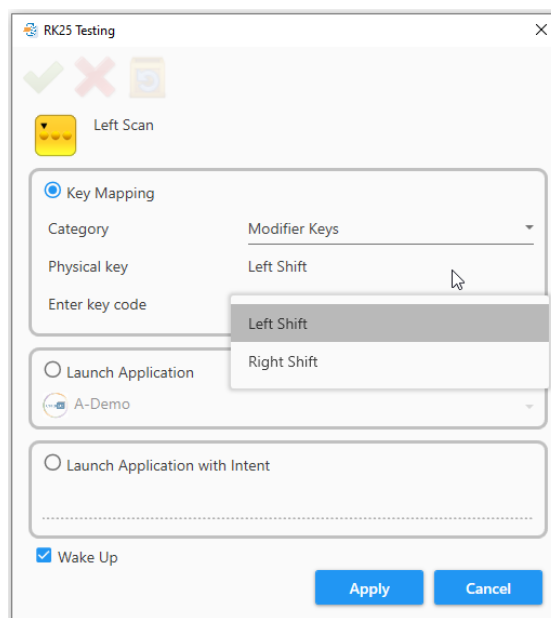 RK25 Testing
Left Scan
Key Mapping
Category Modifier Keys
Physical key Left Shift
Enter key code
Left Shift
Right Shift
Launch Application
A-Demo
Launch Application with Intent
Wake Up
Apply Cancel